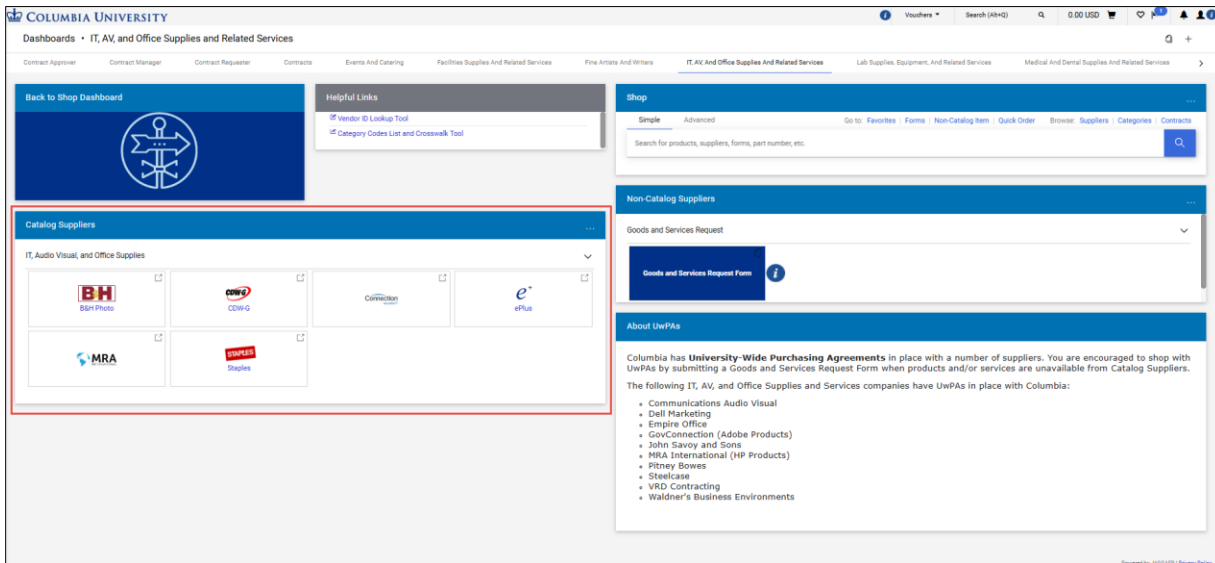 COLUMBIA UNIVERSITY
Vouchers
Search (Alt+Q)
0.00 USD
Dashboards • IT, AV, and Office Supplies and Related Services
Contract Approver
Contract Manager
Contract Requester
Contracts
Events And Catering
Facilities Supplies And Related Services
Fine Artists And Writers
IT, AV, And Office Supplies And Related Services
Lab Supplies, Equipment, And Related Services
Medical And Dental Supplies And Related Services
Back to Shop Dashboard
Helpful Links
Vendor ID Lookup Tool
Category Codes List and Crosswalk Tool
Catalog Suppliers
...
IT, Audio Visual, and Office Supplies
B&H
B&H Photo
CDW·G
CDW-G
Connection
e+
ePlus
MRA
STAPLES
Staples
Shop
...
Simple
Advanced
Go to: Favorites | Forms | Non-Catalog Item | Quick Order Browse: Suppliers | Categories | Contracts
Search for products, suppliers, forms, part number, etc.
Non-Catalog Suppliers
...
Goods and Services Request
Goods and Services Request Form
i
About UwPAs
Columbia has University-Wide Purchasing Agreements in place with a number of suppliers. You are encouraged to shop with
UwPAs by submitting a Goods and Services Request Form when products and/or services are unavailable from Catalog Suppliers.
The following IT, AV, and Office Supplies and Services companies have UwPAs in place with Columbia:
Communications Audio Visual
Dell Marketing
Empire Office
GovConnection (Adobe Products)
John Savoy and Sons
MRA International (HP Products)
Pitney Bowes
Steelcase
VRD Contracting
Waldner's Business Environments
Powered by JAGGAER | Privacy Policy